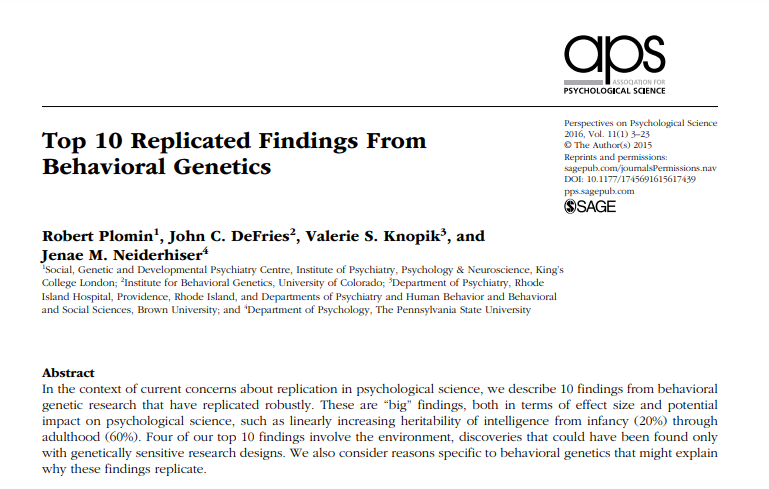 aps
ASSOCIATION FOR
PSYCHOLOGICAL SCIENCE
Perspectives on Psychological Science
2016, Vol. 11(1) 3–23
© The Author(s) 2015
Reprints and permissions:
sagepub.com/journalsPermissions.nav
DOI: 10.1177/1745691615617439
pps.sagepub.com
SAGE
Top 10 Replicated Findings From
Behavioral Genetics
Robert Plomin¹, John C. DeFries², Valerie S. Knopik³, and
Jenae M. Neiderhiser⁴
¹Social, Genetic and Developmental Psychiatry Centre, Institute of Psychiatry, Psychology & Neuroscience, King's
College London; ²Institute for Behavioral Genetics, University of Colorado; ³Department of Psychiatry, Rhode
Island Hospital, Providence, Rhode Island, and Departments of Psychiatry and Human Behavior and Behavioral
and Social Sciences, Brown University; and ⁴Department of Psychology, The Pennsylvania State University
Abstract
In the context of current concerns about replication in psychological science, we describe 10 findings from behavioral
genetic research that have replicated robustly. These are “big” findings, both in terms of effect size and potential
impact on psychological science, such as linearly increasing heritability of intelligence from infancy (20%) through
adulthood (60%). Four of our top 10 findings involve the environment, discoveries that could have been found only
with genetically sensitive research designs. We also consider reasons specific to behavioral genetics that might explain
why these findings replicate.